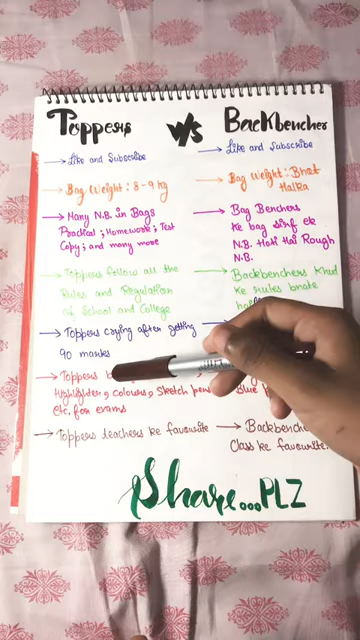 Toppers V/S Backbencher
→ Like and Subscribe
→ Like and Subscribe
→ Bag Weight: 8-9 kg
→ Bag Weight: Bhot
Halka
→ Many N.B. in Bags
Practical; Homework; Test
Copy; and many more
→ Bag Benchers
ke bag sirf ek
N.B. Hoti Hai Rough
N.B.
→ Toppers follow all the
Rules and Regulation
of School and College
→ Backbenchers Khud
ke rules bnate
→ Toppers crying after getting
90 marks
→ Toppers
Highlighter, Colours, Sketch pen
etc. for exams
Blue
→ Toppers teachers ke favourite
→ Backbenche
Class ke favourite.
Share...PLZ